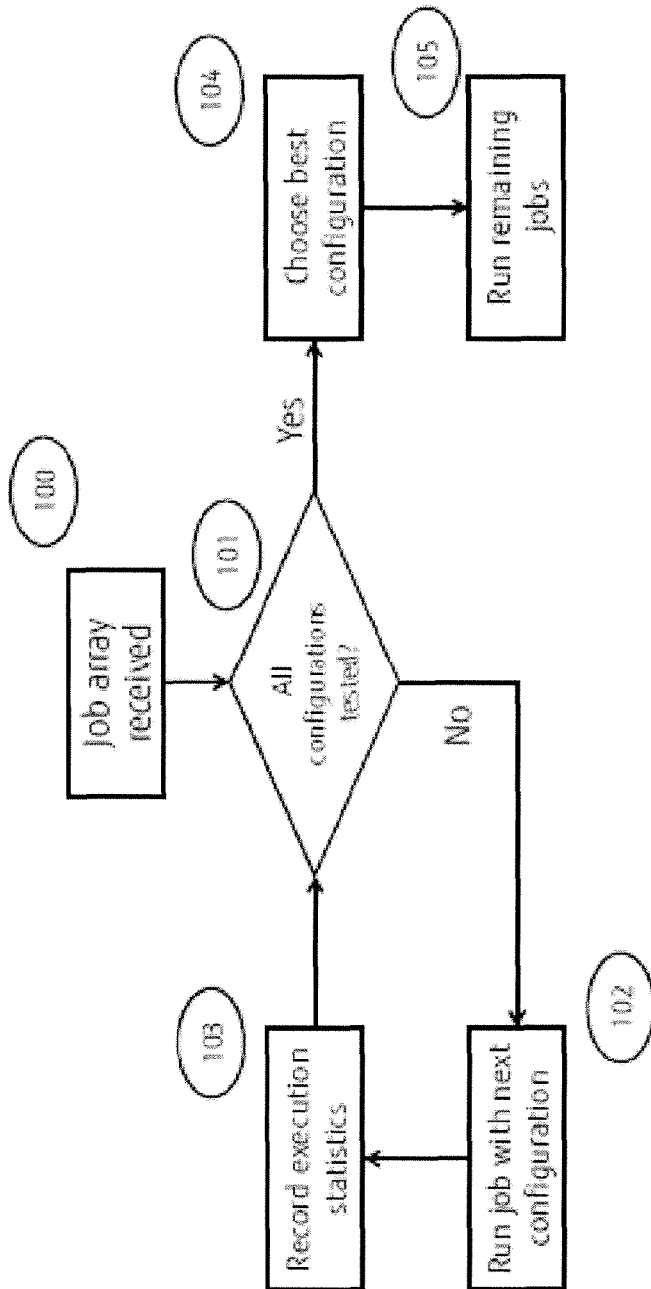 100
Job array
received
101
All
configurations
tested?
Yes
No
102
Run job with next
configuration
103
Record execution
statistics
104
Choose best
configuration
105
Run remaining
jobs